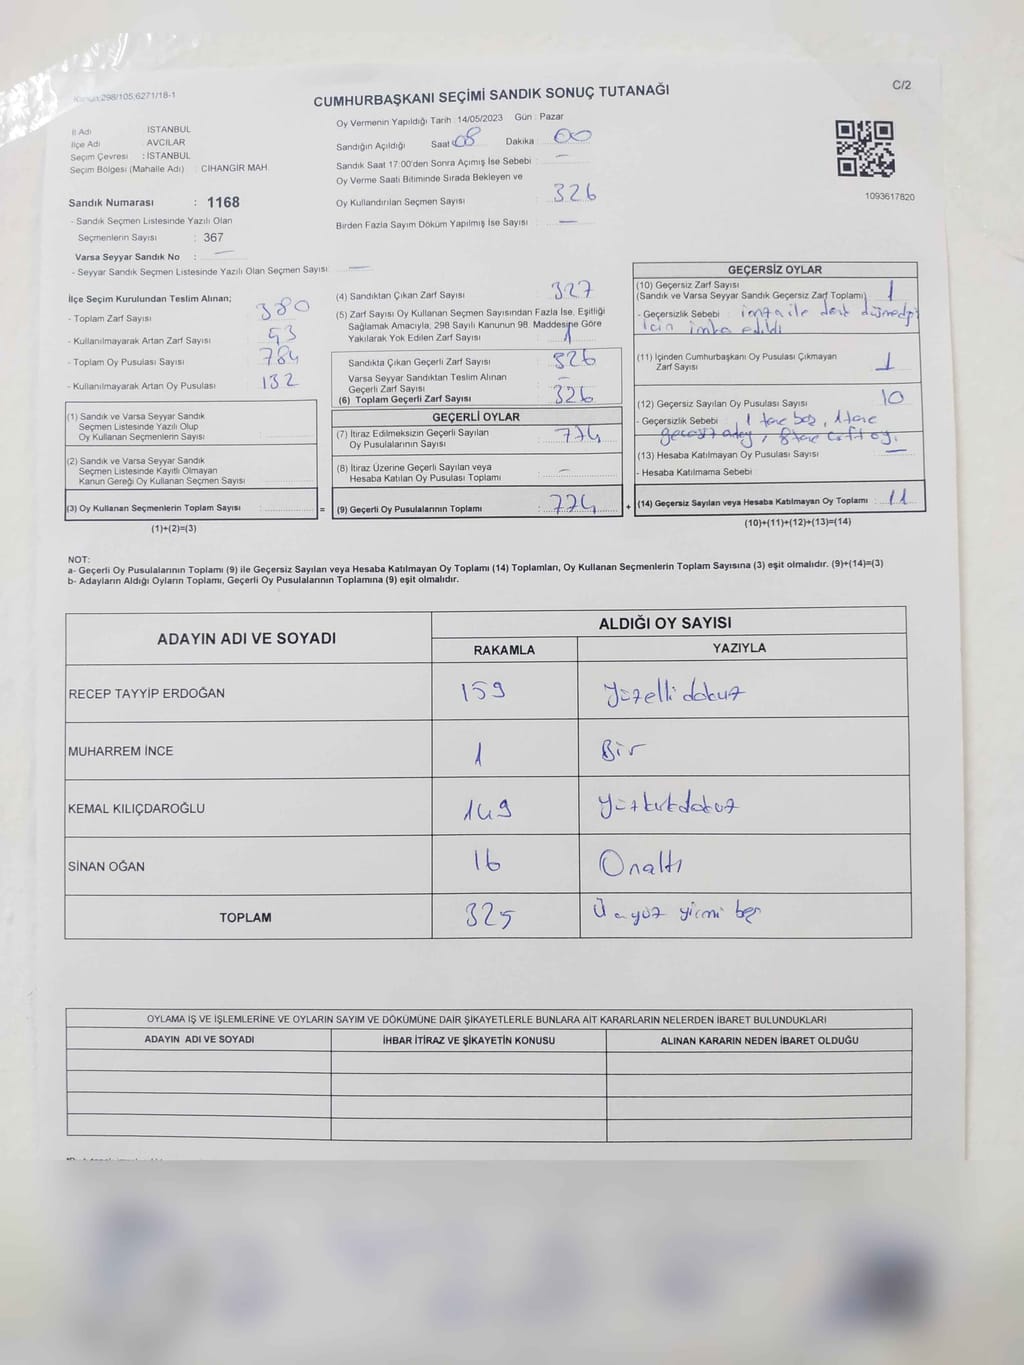 Kanun 298/105,6271/18-1
C/2
CUMHURBAŞKANI SEÇİMİ SANDIK SONUÇ TUTANAĞI
İl Adı İSTANBUL
İlçe Adı : AVCILAR
Seçim Çevresi : İSTANBUL
Seçim Bölgesi (Mahalle Adı) : CİHANGİR MAH.
Oy Vermenin Yapıldığı Tarih : 14/05/2023 Gün : Pazar
Sandığın Açıldığı Saat 08 Dakika : 00
Sandık Saat 17:00'den Sonra Açımış İse Sebebi : —
Oy Verme Saati Bitiminde Sırada Bekleyen ve
Oy Kullandırılan Seçmen Sayısı : 326
Birden Fazla Sayım Döküm Yapılmış İse Sayısı : —
1093617820
Sandık Numarası : 1168
- Sandık Seçmen Listesinde Yazılı Olan
Seçmenlerin Sayısı : 367
Varsa Seyyar Sandık No : —
- Seyyar Sandık Seçmen Listesinde Yazılı Olan Seçmen Sayısı: —
İlçe Seçim Kurulundan Teslim Alınan;
- Toplam Zarf Sayısı : 380
- Kullanılmayarak Artan Zarf Sayısı : 53
- Toplam Oy Pusulası Sayısı : 784
- Kullanılmayarak Artan Oy Pusulası : 132
(1) Sandık ve Varsa Seyyar Sandık
Seçmen Listesinde Yazılı Olup
Oy Kullanan Seçmenlerin Sayısı :
(2) Sandık ve Varsa Seyyar Sandık
Seçmen Listesinde Kayıtlı Olmayan
Kanun Gereği Oy Kullanan Seçmen Sayısı :
(3) Oy Kullanan Seçmenlerin Toplam Sayısı : =
(1)+(2)=(3)
(4) Sandıktan Çıkan Zarf Sayısı : 327
(5) Zarf Sayısı Oy Kullanan Seçmen Sayısından Fazla İse, Eşitliği
Sağlamak Amacıyla, 298 Sayılı Kanunun 98. Maddesine Göre
Yakılarak Yok Edilen Zarf Sayısı : 1
Sandıkta Çıkan Geçerli Zarf Sayısı : 326
Varsa Seyyar Sandıktan Teslim Alınan
Geçerli Zarf Sayısı : —
(6) Toplam Geçerli Zarf Sayısı : 326
GEÇERLİ OYLAR
(7) İtiraz Edilmeksizin Geçerli Sayılan
Oy Pusulasının Sayısı : 774
(8) İtiraz Üzerine Geçerli Sayılan veya
Hesaba Katılan Oy Pusulası Toplamı : —
(9) Geçerli Oy Pusulalarının Toplamı : 774 +
GEÇERSİZ OYLAR
(10) Geçersiz Zarf Sayısı
(Sandık ve Varsa Seyyar Sandık Geçersiz Zarf Toplamı) : 1
- Geçersizlik Sebebi : imza ile denk düşmediği
için imha edildi
(11) İçinden Cumhurbaşkanı Oy Pusulası Çıkmayan
Zarf Sayısı : 1
(12) Geçersiz Sayılan Oy Pusulası Sayısı : 10
- Geçersizlik Sebebi : 1 tane boş, 1 tane
aday, 8 tane çift oy.
(13) Hesaba Katılmayan Oy Pusulası Sayısı : —
- Hesaba Katılmama Sebebi
(14) Geçersiz Sayılan veya Hesaba Katılmayan Oy Toplamı : 11
(10)+(11)+(12)+(13)=(14)
NOT:
a- Geçerli Oy Pusulalarının Toplamı (9) ile Geçersiz Sayılan veya Hesaba Katılmayan Oy Toplamı (14) Toplamları, Oy Kullanan Seçmenlerin Toplam Sayısına (3) eşit olmalıdır. (9)+(14)=(3)
b- Adayların Aldığı Oyların Toplamı, Geçerli Oy Pusulalarının Toplamına (9) eşit olmalıdır.
ADAYIN ADI VE SOYADI
ALDIĞI OY SAYISI
RAKAMLA YAZIYLA
RECEP TAYYİP ERDOĞAN 159 Yüzelli dokuz
MUHARREM İNCE 1 Bir
KEMAL KILIÇDAROĞLU 149 Yüzkırkdokuz
SİNAN OĞAN 16 Onaltı
TOPLAM 325 Üçyüz yirmi beş
OYLAMA İŞ VE İŞLEMLERİNE VE OYLARIN SAYIM VE DÖKÜMÜNE DAİR ŞİKAYETLERLE BUNLARA AİT KARARLARIN NELERDEN İBARET BULUNDUKLARI
ADAYIN ADI VE SOYADI İHBAR İTİRAZ VE ŞİKAYETİN KONUSU ALINAN KARARIN NEDEN İBARET OLDUĞU